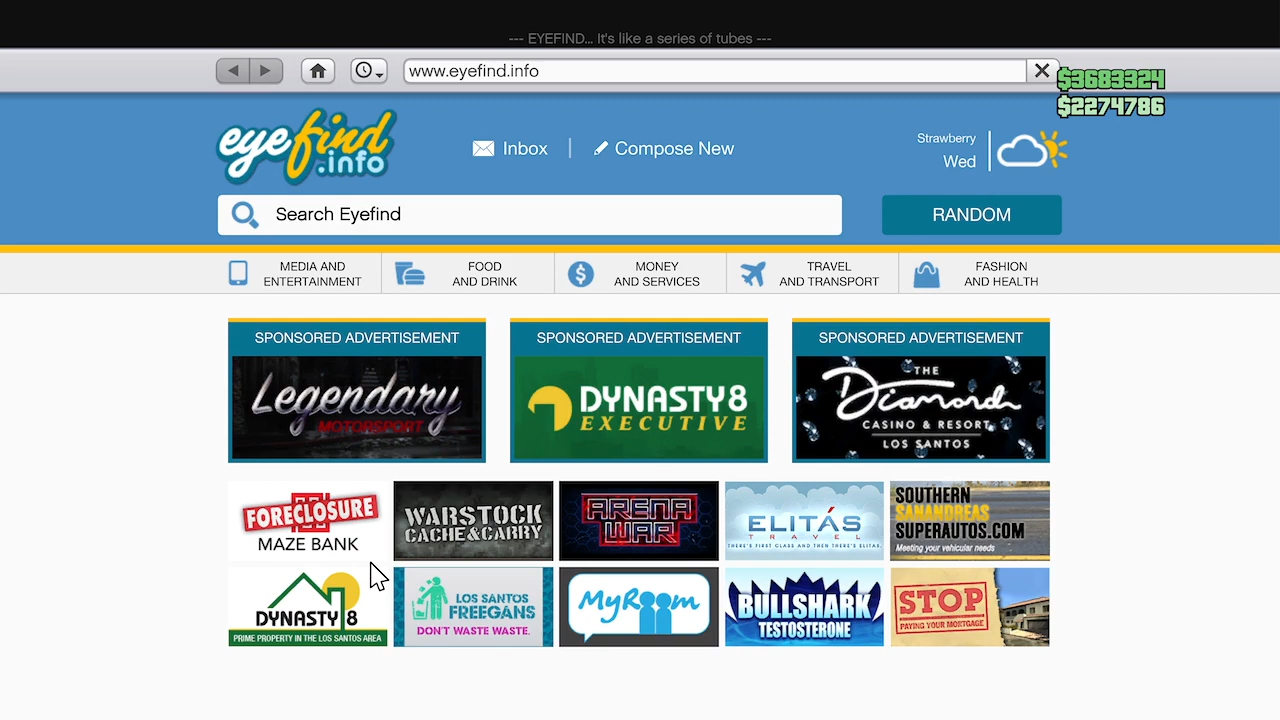 --- EYEFIND... It's like a series of tubes ---
www.eyefind.info
$3683324
$2274786
eyefind
.info
Inbox | Compose New
Strawberry
Wed
Search Eyefind
RANDOM
MEDIA AND
ENTERTAINMENT
FOOD
AND DRINK
MONEY
AND SERVICES
TRAVEL
AND TRANSPORT
FASHION
AND HEALTH
SPONSORED ADVERTISEMENT
Legendary
MOTORSPORT
SPONSORED ADVERTISEMENT
DYNASTY8
EXECUTIVE
SPONSORED ADVERTISEMENT
THE
Diamond
CASINO & RESORT
LOS SANTOS
FORECLOSURE
MAZE BANK
WARSTOCK
CACHE&CARRY
ARENA
WAR
ELITÁS
TRAVEL
THERE'S FIRST CLASS AND THEN THERE'S ELITAS.
SOUTHERN
SANANDREAS
SUPERAUTOS.COM
Meeting your vehicular needs
DYNASTY 8
PRIME PROPERTY IN THE LOS SANTOS AREA
LOS SANTOS
FREEGANS
DON'T WASTE WASTE.
MyRoom
BULLSHARK
TESTOSTERONE
STOP
PAYING YOUR MORTGAGE